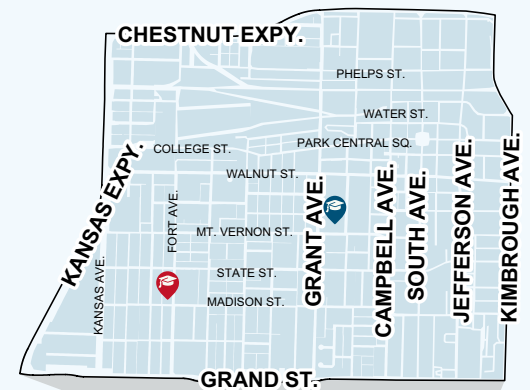 CHESTNUT EXPY.
PHELPS ST.
WATER ST.
PARK CENTRAL SQ.
COLLEGE ST.
WALNUT ST.
KANSAS EXPY.
FORT AVE.
MT. VERNON ST.
GRANT AVE.
CAMPBELL AVE.
SOUTH AVE.
JEFFERSON AVE.
KIMBROUGH AVE.
KANSAS AVE.
STATE ST.
MADISON ST.
GRAND ST.